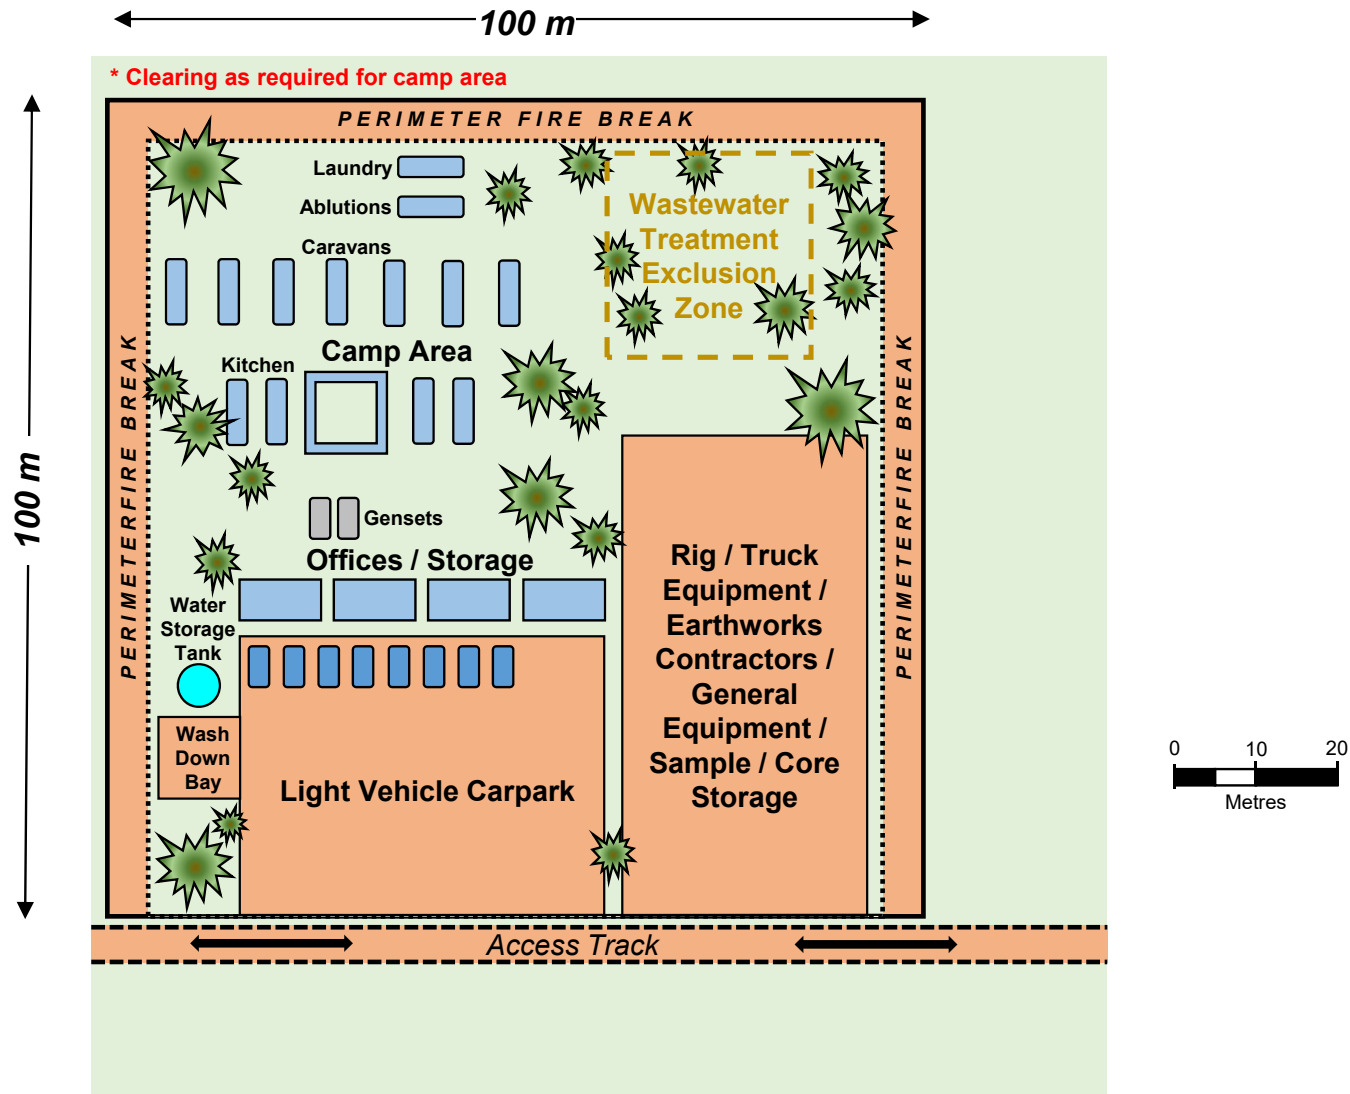 100 m
* Clearing as required for camp area
PERIMETER FIRE BREAK
Laundry
Ablutions
Caravans
Wastewater
Treatment
Exclusion
Zone
Camp Area
Kitchen
PERIMETERFIRE BREAK
PERIMETERFIRE BREAK
100 m
Gensets
Offices / Storage
Water
Storage
Tank
Wash
Down
Bay
Light Vehicle Carpark
Rig / Truck
Equipment /
Earthworks
Contractors /
General
Equipment /
Sample / Core
Storage
0 10 20
Metres
Access Track